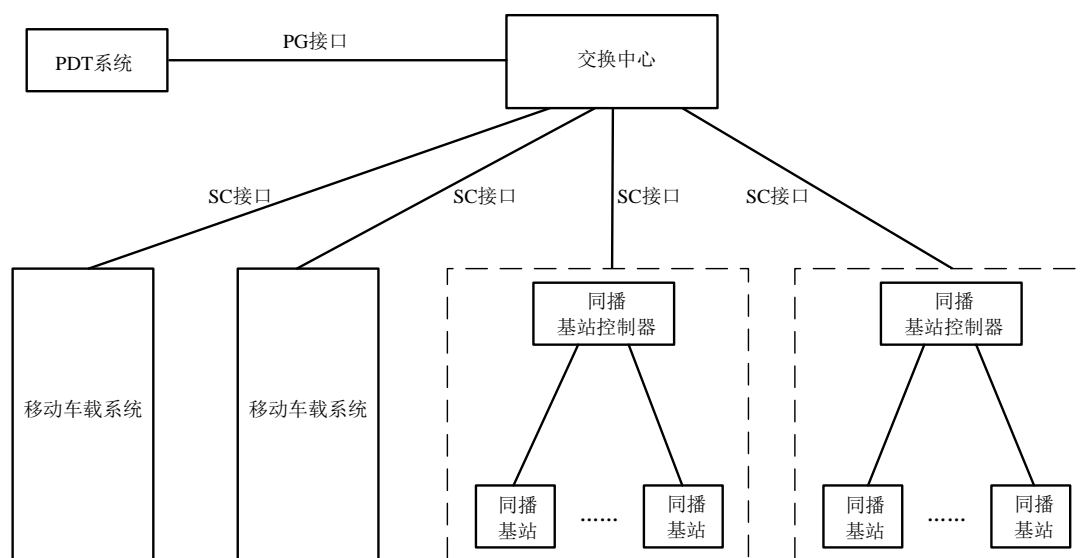 PG接口
PDT系统
交换中心
SC接口
SC接口
SC接口
SC接口
同播
基站控制器
同播
基站控制器
移动车载系统
移动车载系统
同播
基站
......
同播
基站
同播
基站
......
同播
基站